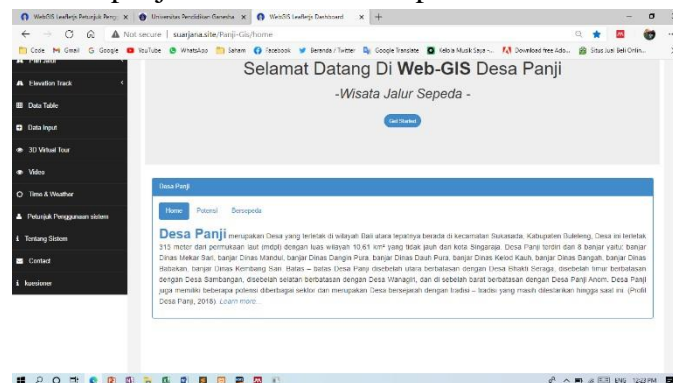 WebGIS Leafletjs Petunjuk Pengg
Universitas Pendidikan Ganesha
WebGIS Leafletjs Dashboard
Not secure | suarjana.site/Panji-Gis/home
Code
Gmail
Google
YouTube
WhatsApp
Saham
Facebook
Beranda / Twitter
Google Translate
Kelola Musik Saya -...
Download free Ado...
Situs Jual Beli Onlin...
Pilih Jalur
Elevation Track
Data Table
Data Input
3D Virtual Tour
Video
Time & Weather
Petunjuk Penggunaan sistem
Tentang Sistem
Contact
kuesioner
Selamat Datang Di Web-GIS Desa Panji
-Wisata Jalur Sepeda -
Get Started
Desa Panji
Home
Potensi
Bersepeda
Desa Panji merupakan Desa yang terletak di wilayah Bali utara tepatnya berada di kecamatan Sukasada, Kabupaten Buleleng, Desa ini terletak
315 meter dari permukaan laut (mdpl) dengan luas wilayah 10,61 km² yang tidak jauh dari kota Singaraja. Desa Panji terdiri dari 8 banjar yaitu: banjar
Dinas Mekar Sari, banjar Dinas Mandul, banjar Dinas Dangin Pura, banjar Dinas Dauh Pura, banjar Dinas Kelod Kauh, banjar Dinas Bangah, banjar Dinas
Babakan, banjar Dinas Kembang Sari. Batas – batas Desa Panji disebelah utara berbatasan dengan Desa Bhakti Seraga, disebelah timur berbatasan
dengan Desa Sambangan, disebelah selatan berbatasan dengan Desa Wanagiri, dan di sebelah barat berbatasan dengan Desa Panji Anom. Desa Panji
juga memiliki beberapa potensi diberbagai sektor dan merupakan Desa bersejarah dengan tradisi – tradisi yang masih dilestarikan hingga saat ini. (Profil
Desa Panji, 2018) Learn more...
ENG
12:23 PM